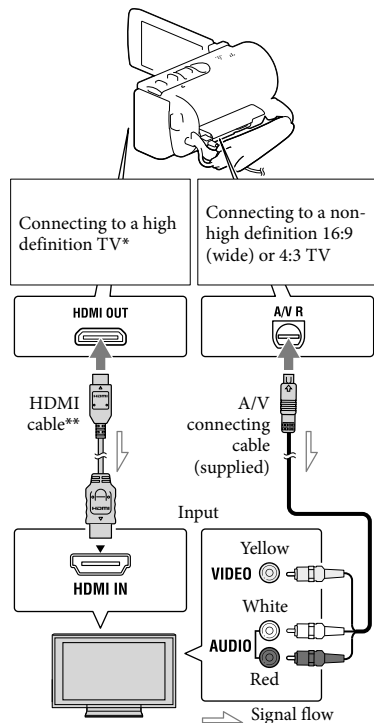 Connecting to a high
definition TV*
Connecting to a non-
high definition 16:9
(wide) or 4:3 TV
HDMI OUT
A/V R
HDMI
cable**
A/V
connecting
cable
(supplied)
HDMI
Input
HDMI IN
Yellow
VIDEO
White
AUDIO
Red
Signal flow